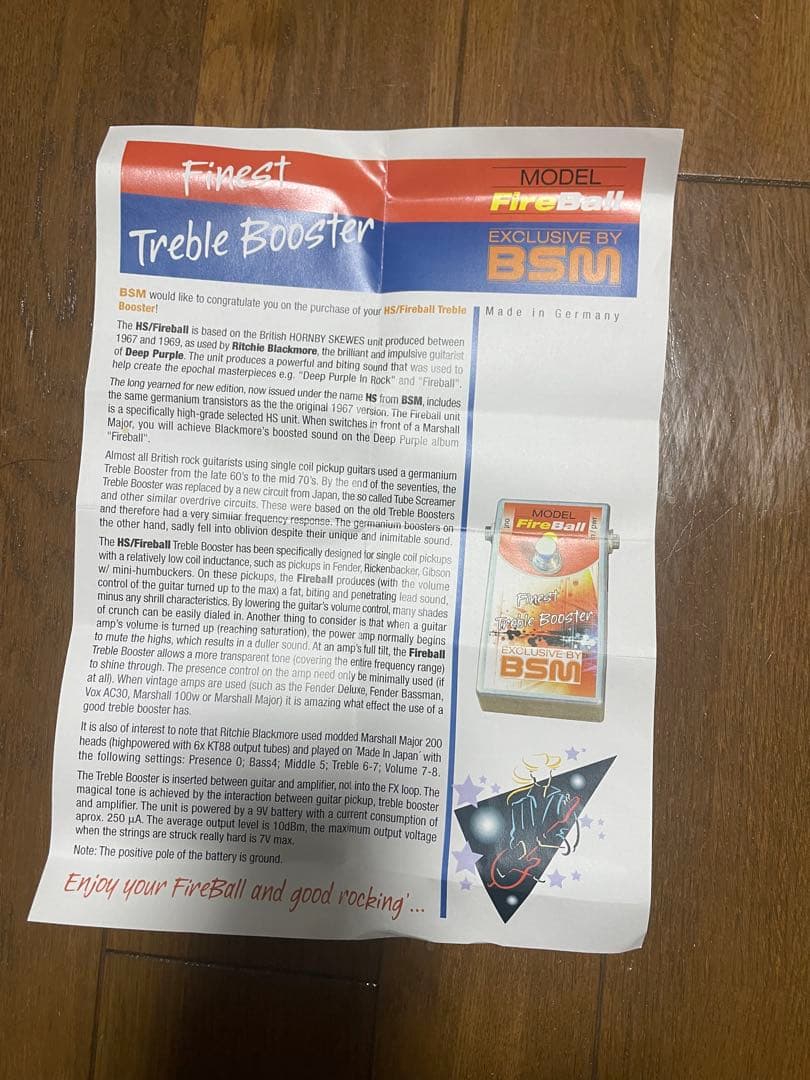 Finest
Treble Booster
MODEL
FireBall
EXCLUSIVE BY
BSM
BSM would like to congratulate you on the purchase of your HS/Fireball Treble
Booster!
The HS/Fireball is based on the British HORNBY SKEWES unit produced between
1967 and 1969, as used by Ritchie Blackmore, the brilliant and impulsive guitarist
of Deep Purple. The unit produces a powerful and biting sound that was used to
help create the epochal masterpieces e.g. "Deep Purple In Rock" and "Fireball".
The long yearned for new edition, now issued under the name HS from BSM, includes
the same germanium transistors as the the original 1967 version. The Fireball unit
is a specifically high-grade selected HS unit. When switches in front of a Marshall
Major, you will achieve Blackmore's boosted sound on the Deep Purple album
"Fireball".
Almost all British rock guitarists using single coil pickup guitars used a germanium
Treble Booster from the late 60's to the mid 70's. By the end of the seventies, the
Treble Booster was replaced by a new circuit from Japan, the so called Tube Screamer
and other similar overdrive circuits. These were based on the old Treble Boosters
and therefore had a very similar frequency response. The germanium boosters on
the other hand, sadly fell into oblivion despite their unique and inimitable sound.
The HS/Fireball Treble Booster has been specifically designed for single coil pickups
with a relatively low coil inductance, such as pickups in Fender, Rickenbacker, Gibson
w/ mini-humbuckers. On these pickups, the Fireball produces (with the volume
control of the guitar turned up to the max) a fat, biting and penetrating lead sound,
minus any shrill characteristics. By lowering the guitar's volume control, many shades
of crunch can be easily dialed in. Another thing to consider is that when a guitar
amp's volume is turned up (reaching saturation), the power amp normally begins
to mute the highs, which results in a duller sound. At an amp's full tilt, the Fireball
Treble Booster allows a more transparent tone (covering the entire frequency range)
to shine through. The presence control on the amp need only be minimally used (if
at all). When vintage amps are used (such as the Fender Deluxe, Fender Bassman,
Vox AC30, Marshall 100w or Marshall Major) it is amazing what effect the use of a
good treble booster has.
It is also of interest to note that Ritchie Blackmore used modded Marshall Major 200
heads (highpowered with 6x KT88 output tubes) and played on 'Made In Japan' with
the following settings: Presence 0; Bass4; Middle 5; Treble 6-7; Volume 7-8.
The Treble Booster is inserted between guitar and amplifier, not into the FX loop. The
magical tone is achieved by the interaction between guitar pickup, treble booster
and amplifier. The unit is powered by a 9V battery with a current consumption of
aprox. 250 µA. The average output level is 10dBm, the maximum output voltage
when the strings are struck really hard is 7V max.
Note: The positive pole of the battery is ground.
Enjoy your FireBall and good rocking'...
Made in Germany
MODEL
FireBall
out
in / pwr
Finest
Treble Booster
EXCLUSIVE BY
BSM